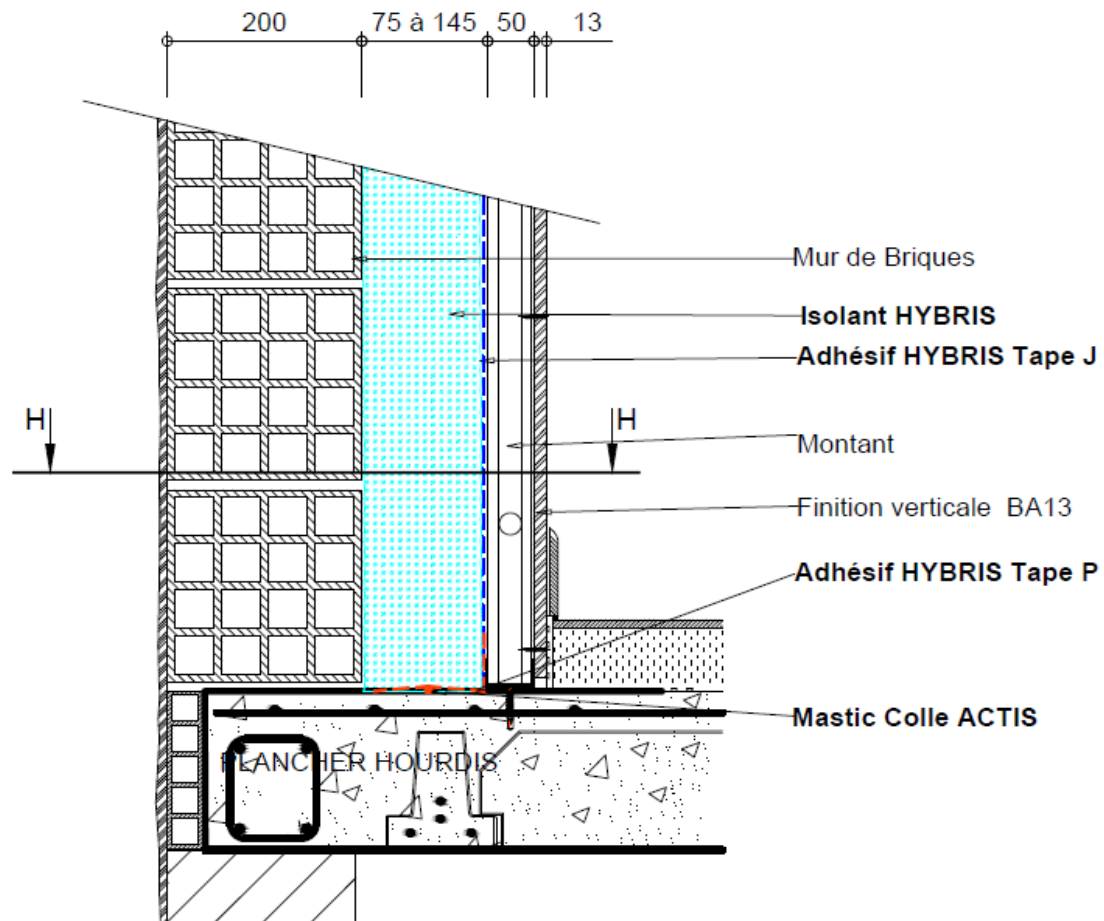 200 75 à 145 50 13
Mur de Briques
Isolant HYBRIS
Adhésif HYBRIS Tape J
H H
Montant
Finition verticale BA13
Adhésif HYBRIS Tape P
Mastic Colle ACTIS
PLANCHER HOURDIS